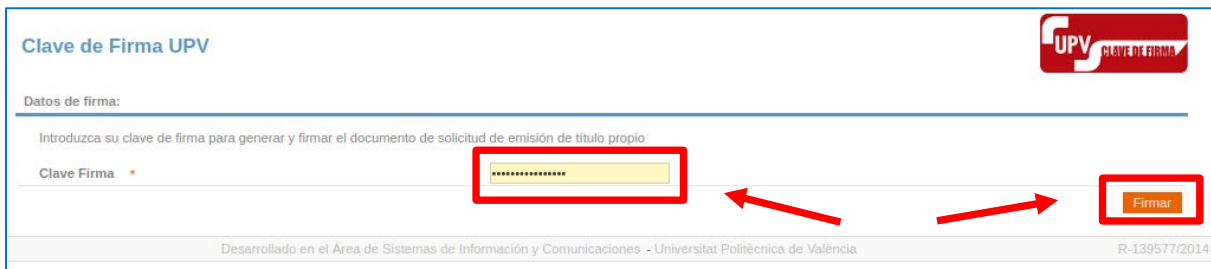 Clave de Firma UPV
UPV CLAVE DE FIRMA
Datos de firma:
Introduzca su clave de firma para generar y firmar el documento de solicitud de emisión de título propio
Clave Firma * ••••••••••••••••
Firmar
Desarrollado en el Área de Sistemas de Información y Comunicaciones - Universitat Politècnica de València R-139577/2014